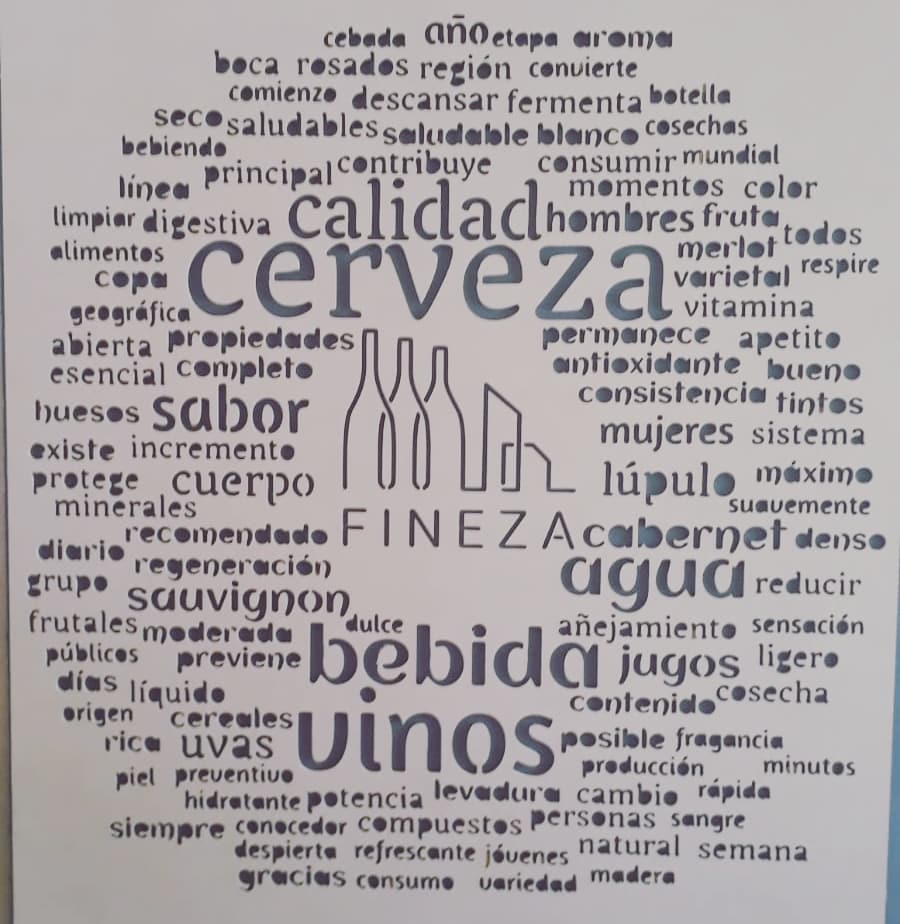 cebada año etapa aroma
boca rosados región convierte
comienzo descansar fermenta botella
seco saludables saludable blanco cosechas
bebiendo principal contribuye consumir mundial
línea momentos color
limpiar digestiva calidad hombres fruta todos
alimentos cerveza merlot respire
copa varietal
geográfica vitamina
abierta propiedades permanece apetito
esencial completo antioxidante bueno
huesos sabor consistencia tintos
existe incremento mujeres sistema
protege cuerpo lúpulo máximo
minerales suavemente
recomendado FINEZA cabernet denso
diario regeneración agua
grupo sauvignon reducir
frutales moderada dulce añejamiento sensación
públicos previene bebida jugos ligero
días líquido contenido cosecha
origen cereales vinos
rica uvas posible fragancia
piel preventivo producción minutos
hidratante potencia levadura cambio rápida
siempre conocedor compuestos personas sangre
despierta refrescante jóvenes natural semana
gracias consumo variedad madera